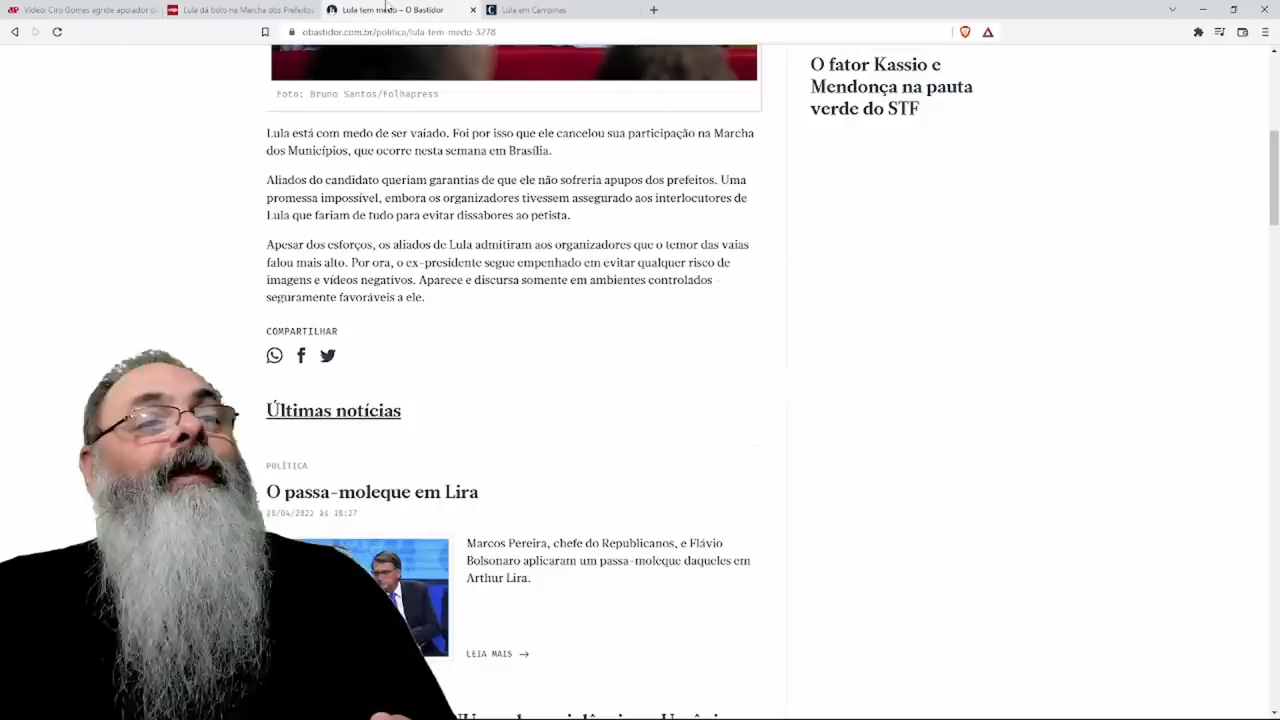 Vídeo: Ciro Gomes agride apoiador d
Lula dá bolo na Marcha dos Prefeitos
Lula tem medo – O Bastidor
Lula em Campinas
obastidor.com.br/politica/lula-tem-medo-3278
Foto: Bruno Santos/Folhapress
O fator Kassio e
Mendonça na pauta
verde do STF
Lula está com medo de ser vaiado. Foi por isso que ele cancelou sua participação na Marcha
dos Municípios, que ocorre nesta semana em Brasília.
Aliados do candidato queriam garantias de que ele não sofreria apupos dos prefeitos. Uma
promessa impossível, embora os organizadores tivessem assegurado aos interlocutores de
Lula que fariam de tudo para evitar dissabores ao petista.
Apesar dos esforços, os aliados de Lula admitiram aos organizadores que o temor das vaias
falou mais alto. Por ora, o ex-presidente segue empenhado em evitar qualquer risco de
imagens e vídeos negativos. Aparece e discursa somente em ambientes controlados -
seguramente favoráveis a ele.
COMPARTILHAR
Últimas notícias
POLÍTICA
O passa-moleque em Lira
28/04/2022 às 18:27
Marcos Pereira, chefe do Republicanos, e Flávio
Bolsonaro aplicaram um passa-moleque daqueles em
Arthur Lira.
LEIA MAIS →